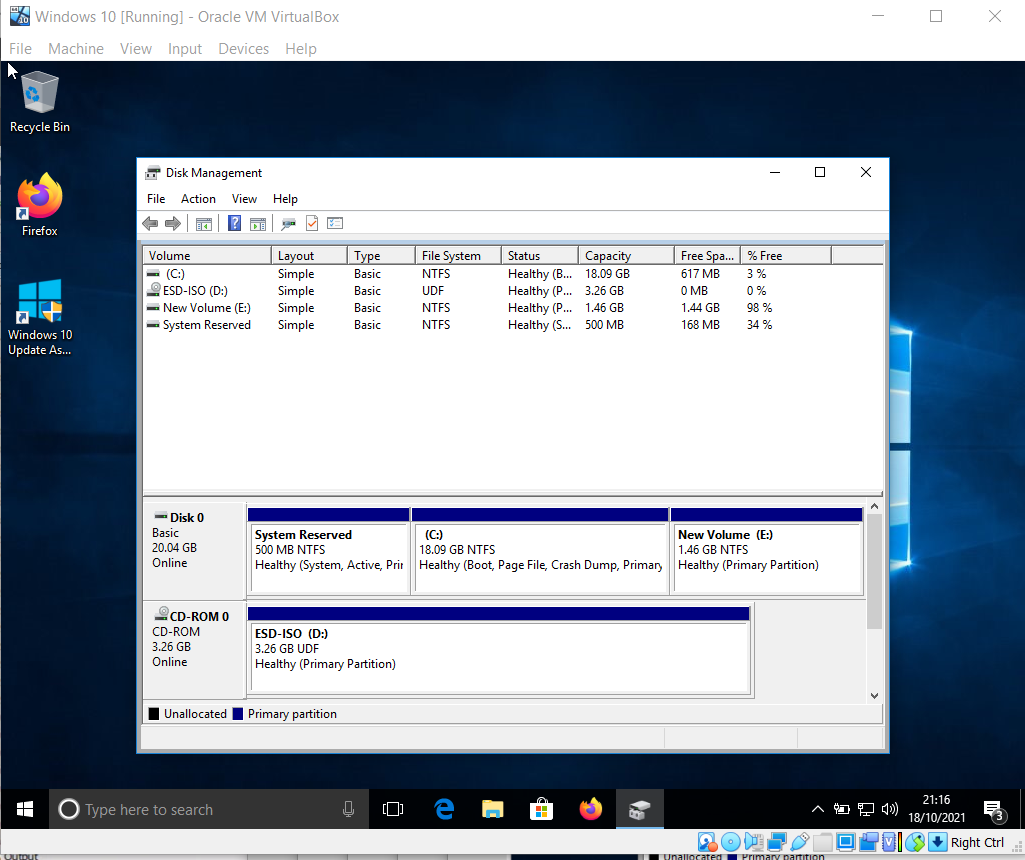 Windows 10 [Running] - Oracle VM VirtualBox
File Machine View Input Devices Help
Recycle Bin
Firefox
Windows 10
Update As...
Disk Management
File Action View Help
Volume Layout Type File System Status Capacity Free Spa... % Free
(C:) Simple Basic NTFS Healthy (B... 18.09 GB 617 MB 3 %
ESD-ISO (D:) Simple Basic UDF Healthy (P... 3.26 GB 0 MB 0 %
New Volume (E:) Simple Basic NTFS Healthy (P... 1.46 GB 1.44 GB 98 %
System Reserved Simple Basic NTFS Healthy (S... 500 MB 168 MB 34 %
Disk 0
Basic
20.04 GB
Online
System Reserved
500 MB NTFS
Healthy (System, Active, Prir
(C:)
18.09 GB NTFS
Healthy (Boot, Page File, Crash Dump, Primary
New Volume (E:)
1.46 GB NTFS
Healthy (Primary Partition)
CD-ROM 0
CD-ROM
3.26 GB
Online
ESD-ISO (D:)
3.26 GB UDF
Healthy (Primary Partition)
Unallocated Primary partition
Type here to search
21:16
18/10/2021
3
Right Ctrl
Output
Unallocated Primary partition